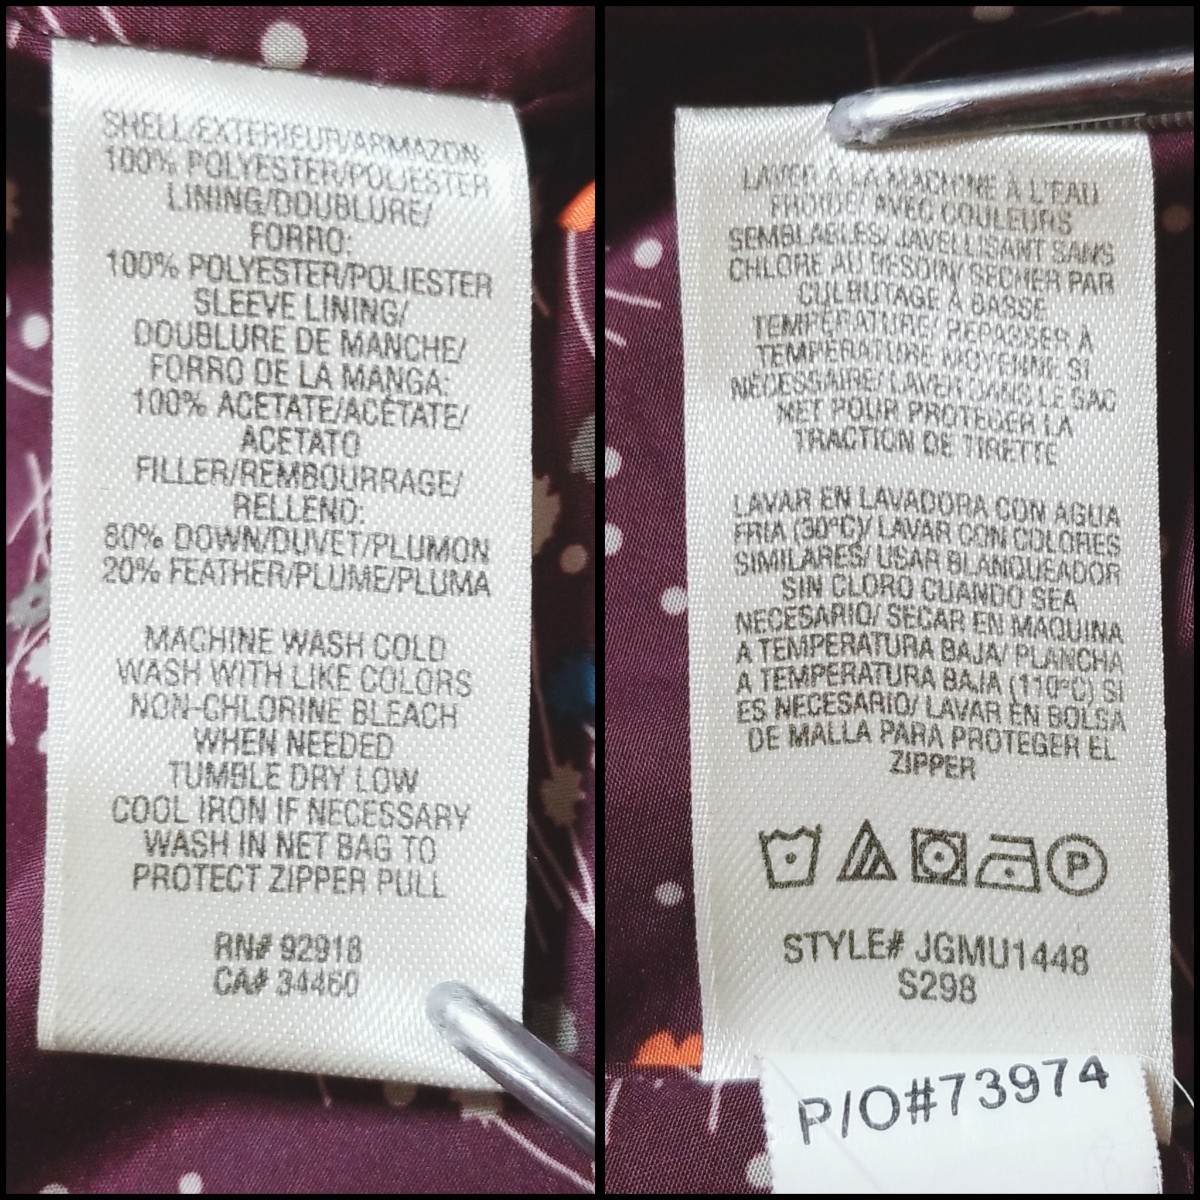 SHELL/EXTERIEUR/ARMAZON:
100% POLYESTER/POLIESTER
LINING/DOUBLURE/
FORRO:
100% POLYESTER/POLIESTER
SLEEVE LINING/
DOUBLURE DE MANCHE/
FORRO DE LA MANGA:
100% ACETATE/ACÉTATE/
ACETATO
FILLER/REMBOURRAGE/
RELLENO:
80% DOWN/DUVET/PLUMON
20% FEATHER/PLUME/PLUMA
MACHINE WASH COLD
WASH WITH LIKE COLORS
NON-CHLORINE BLEACH
WHEN NEEDED
TUMBLE DRY LOW
COOL IRON IF NECESSARY
WASH IN NET BAG TO
PROTECT ZIPPER PULL
RN# 92918
CA# 34460
LAVER À LA MACHINE À L'EAU
FROIDE/ AVEC COULEURS
SEMBLABLES/ JAVELLISANT SANS
CHLORE AU BESOIN/ SECHER PAR
CULBUTAGE À BASSE
TEMPÉRATURE/ REPASSER À
TEMPÉRATURE MOYENNE SI
NÉCESSAIRE/ LAVER DANS LE SAC
NET POUR PROTEGER LA
TRACTION DE TIRETTE
LAVAR EN LAVADORA CON AGUA
FRIA (30°C)/ LAVAR CON COLORES
SIMILARES/ USAR BLANQUEADOR
SIN CLORO CUANDO SEA
NECESARIO/ SECAR EN MAQUINA
A TEMPERATURA BAJA/ PLANCHA
A TEMPERATURA BAJA (110°C) SI
ES NECESARIO/ LAVAR EN BOLSA
DE MALLA PARA PROTEGER EL
ZIPPER
P
STYLE# JGMU1448
S298
P/O#73974